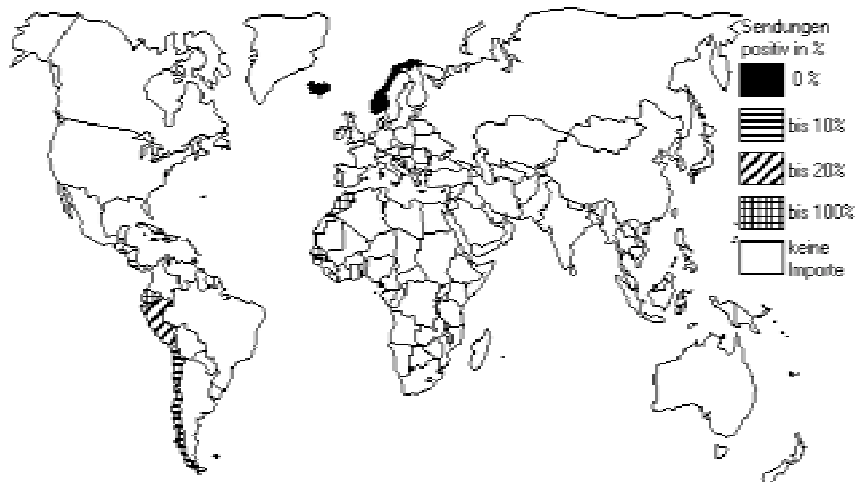 Sendungen
positiv in %
0 %
bis 10%
bis 20%
bis 100%
keine
Importe